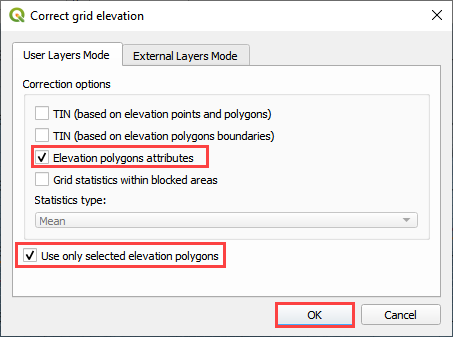 Correct grid elevation
User Layers Mode
External Layers Mode
Correction options
TIN (based on elevation points and polygons)
TIN (based on elevation polygons boundaries)
Elevation polygons attributes
Grid statistics within blocked areas
Statistics type:
Mean
Use only selected elevation polygons
OK
Cancel